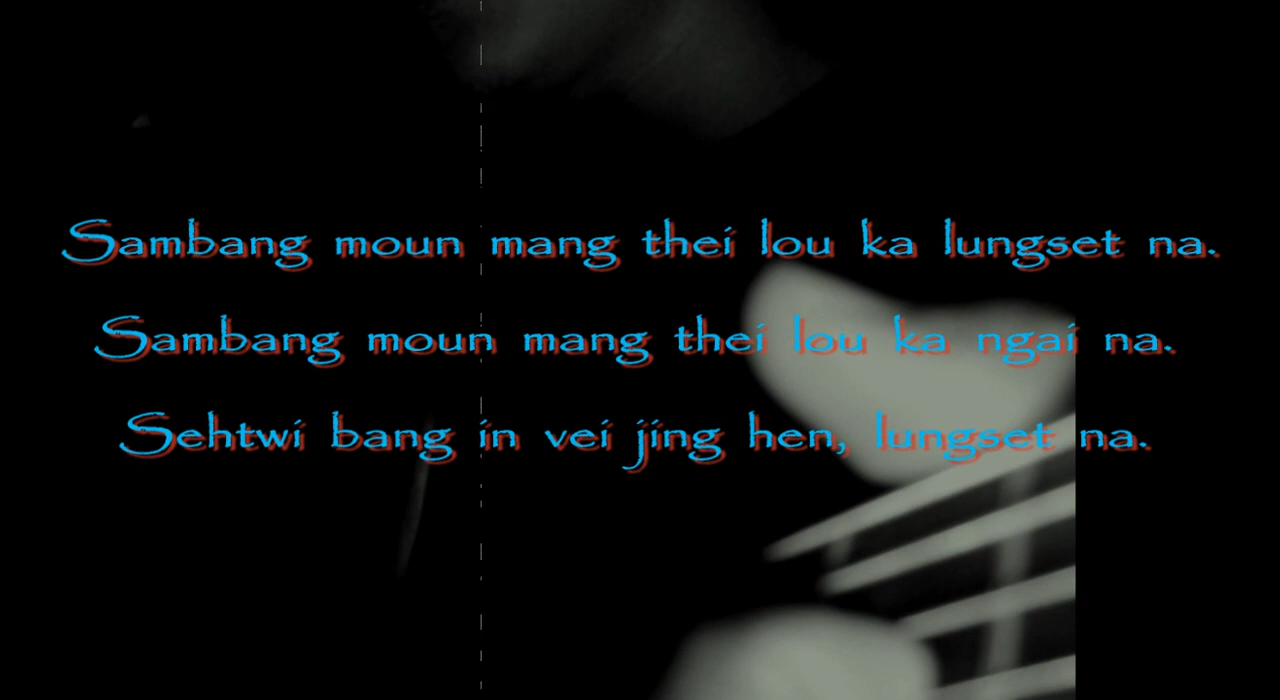 Sambang moun mang thei lou ka lungset na.
Sambang moun mang thei lou ka ngai na.
Sehtwi bang in vei jing hen, lungset na.